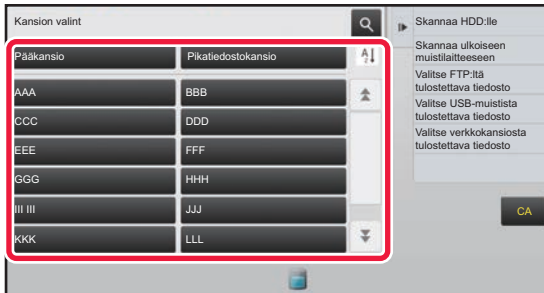 Kansion valint
Pääkansio
Pikatiedostokansio
AAA
BBB
CCC
DDD
EEE
FFF
GGG
HHH
III III
JJJ
KKK
LLL
Skannaa HDD:lle
Skannaa ulkoiseen
muistilaitteeseen
Valitse FTP:ltä
tulostettava tiedosto
Valitse USB-muistista
tulostettava tiedosto
Valitse verkkokansiosta
tulostettava tiedosto
CA